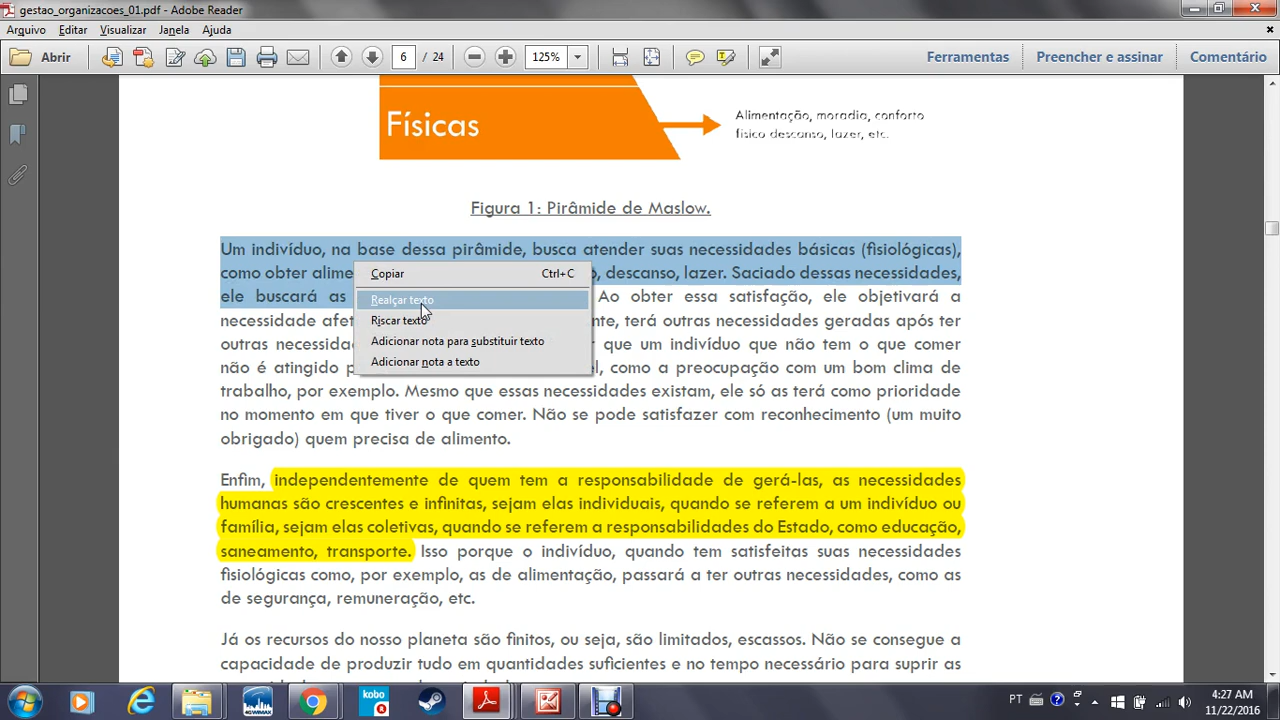 gestao_organizacoes_01.pdf - Adobe Reader
Arquivo Editar Visualizar Janela Ajuda
Abrir 6 / 24 125% Ferramentas Preencher e assinar Comentário
Físicas
Alimentação, moradia, conforto
físico descanso, lazer, etc.
Figura 1: Pirâmide de Maslow.
Um indivíduo, na base dessa pirâmide, busca atender suas necessidades básicas (fisiológicas),
como obter alime , descanso, lazer. Saciado dessas necessidades,
ele buscará as Ao obter essa satisfação, ele objetivará a
necessidade afet nte, terá outras necessidades geradas após ter
outras necessida r que um indivíduo que não tem o que comer
não é atingido p l, como a preocupação com um bom clima de
trabalho, por exemplo. Mesmo que essas necessidades existam, ele só as terá como prioridade
no momento em que tiver o que comer. Não se pode satisfazer com reconhecimento (um muito
obrigado) quem precisa de alimento.
Copiar Ctrl+C
Realçar texto
Riscar texto
Adicionar nota para substituir texto
Adicionar nota a texto
Enfim, independentemente de quem tem a responsabilidade de gerá-las, as necessidades
humanas são crescentes e infinitas, sejam elas individuais, quando se referem a um indivíduo ou
família, sejam elas coletivas, quando se referem a responsabilidades do Estado, como educação,
saneamento, transporte. Isso porque o indivíduo, quando tem satisfeitas suas necessidades
fisiológicas como, por exemplo, as de alimentação, passará a ter outras necessidades, como as
de segurança, remuneração, etc.
Já os recursos do nosso planeta são finitos, ou seja, são limitados, escassos. Não se consegue a
capacidade de produzir tudo em quantidades suficientes e no tempo necessário para suprir as
4GWIMAX
kobo
PT
4:27 AM
11/22/2016